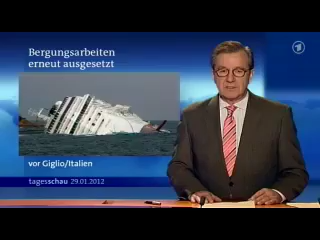 Bergungsarbeiten
erneut ausgesetzt
vor Giglio/Italien
tagesschau 29.01.2012